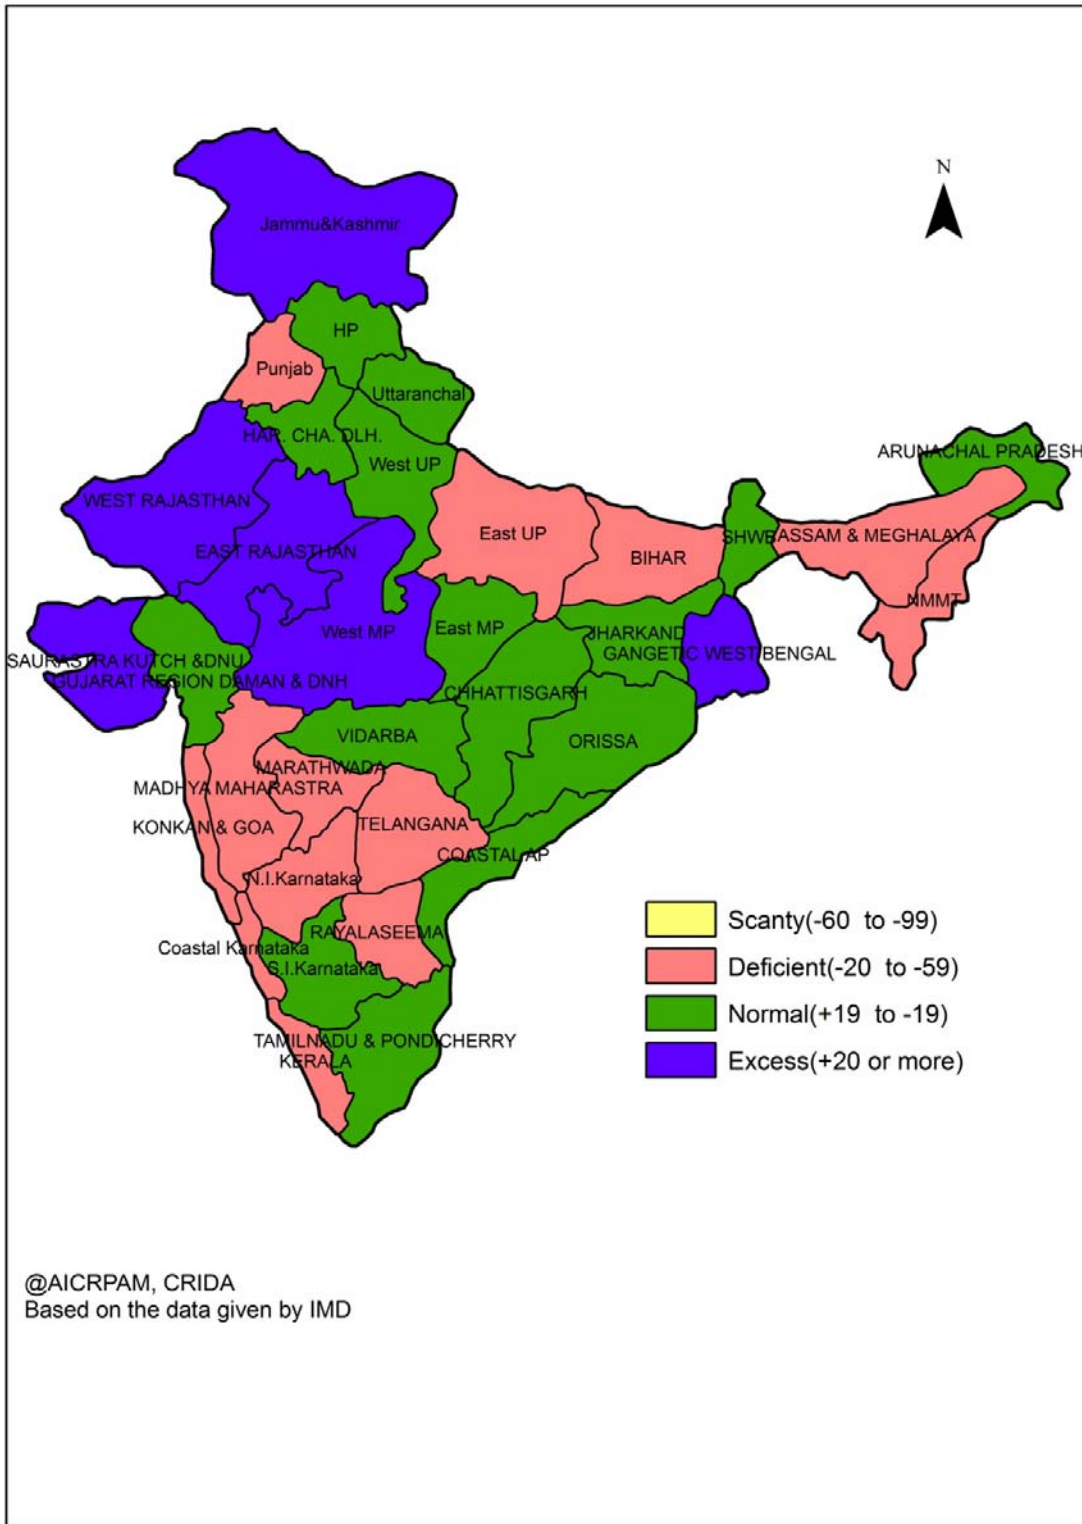 N
Jammu&Kashmir
HP
Punjab
Uttaranchal
HAR. CHA. DLH.
West UP
ARUNACHAL PRADESH
WEST RAJASTHAN
EAST RAJASTHAN
East UP
BIHAR
SHWB
ASSAM & MEGHALAYA
NMMT
West MP
East MP
JHARKAND
GANGETIC WEST BENGAL
SAURASTRA KUTCH &DNU
GUJARAT REGION DAMAN & DNH
CHHATTISGARH
VIDARBA
ORISSA
MARATHWADA
MADHYA MAHARASTRA
KONKAN & GOA
TELANGANA
COASTAL AP
N.I.Karnataka
RAYALASEEMA
Coastal Karnataka
S.I.Karnataka
TAMILNADU & PONDICHERRY
KERALA
Scanty(-60 to -99)
Deficient(-20 to -59)
Normal(+19 to -19)
Excess(+20 or more)
@AICRPAM, CRIDA
Based on the data given by IMD